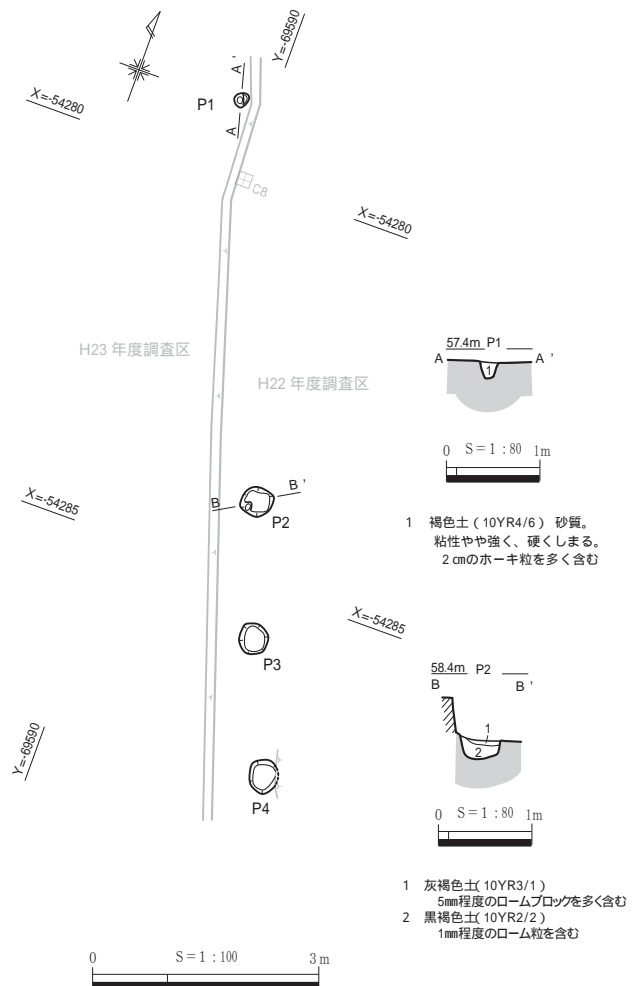 Y=-69590
X=-54280
A'
P1
A
C8
X=-54280
H23 年度調査区
H22 年度調査区
57.4m P1
A A'
1
0 S=1:80 1m
1 褐色土(10YR4/6) 砂質。
粘性やや強く、硬くしまる。
2㎝のホーキ粒を多く含む
X=-54285
B B'
P2
X=-54285
P3
58.4m P2
B B'
1
2
Y=-69590
P4
0 S=1:80 1m
1 灰褐色土(10YR3/1)
5㎜程度のロームブロックを多く含む
2 黒褐色土(10YR2/2)
1㎜程度のローム粒を含む
0 S=1:100 3m